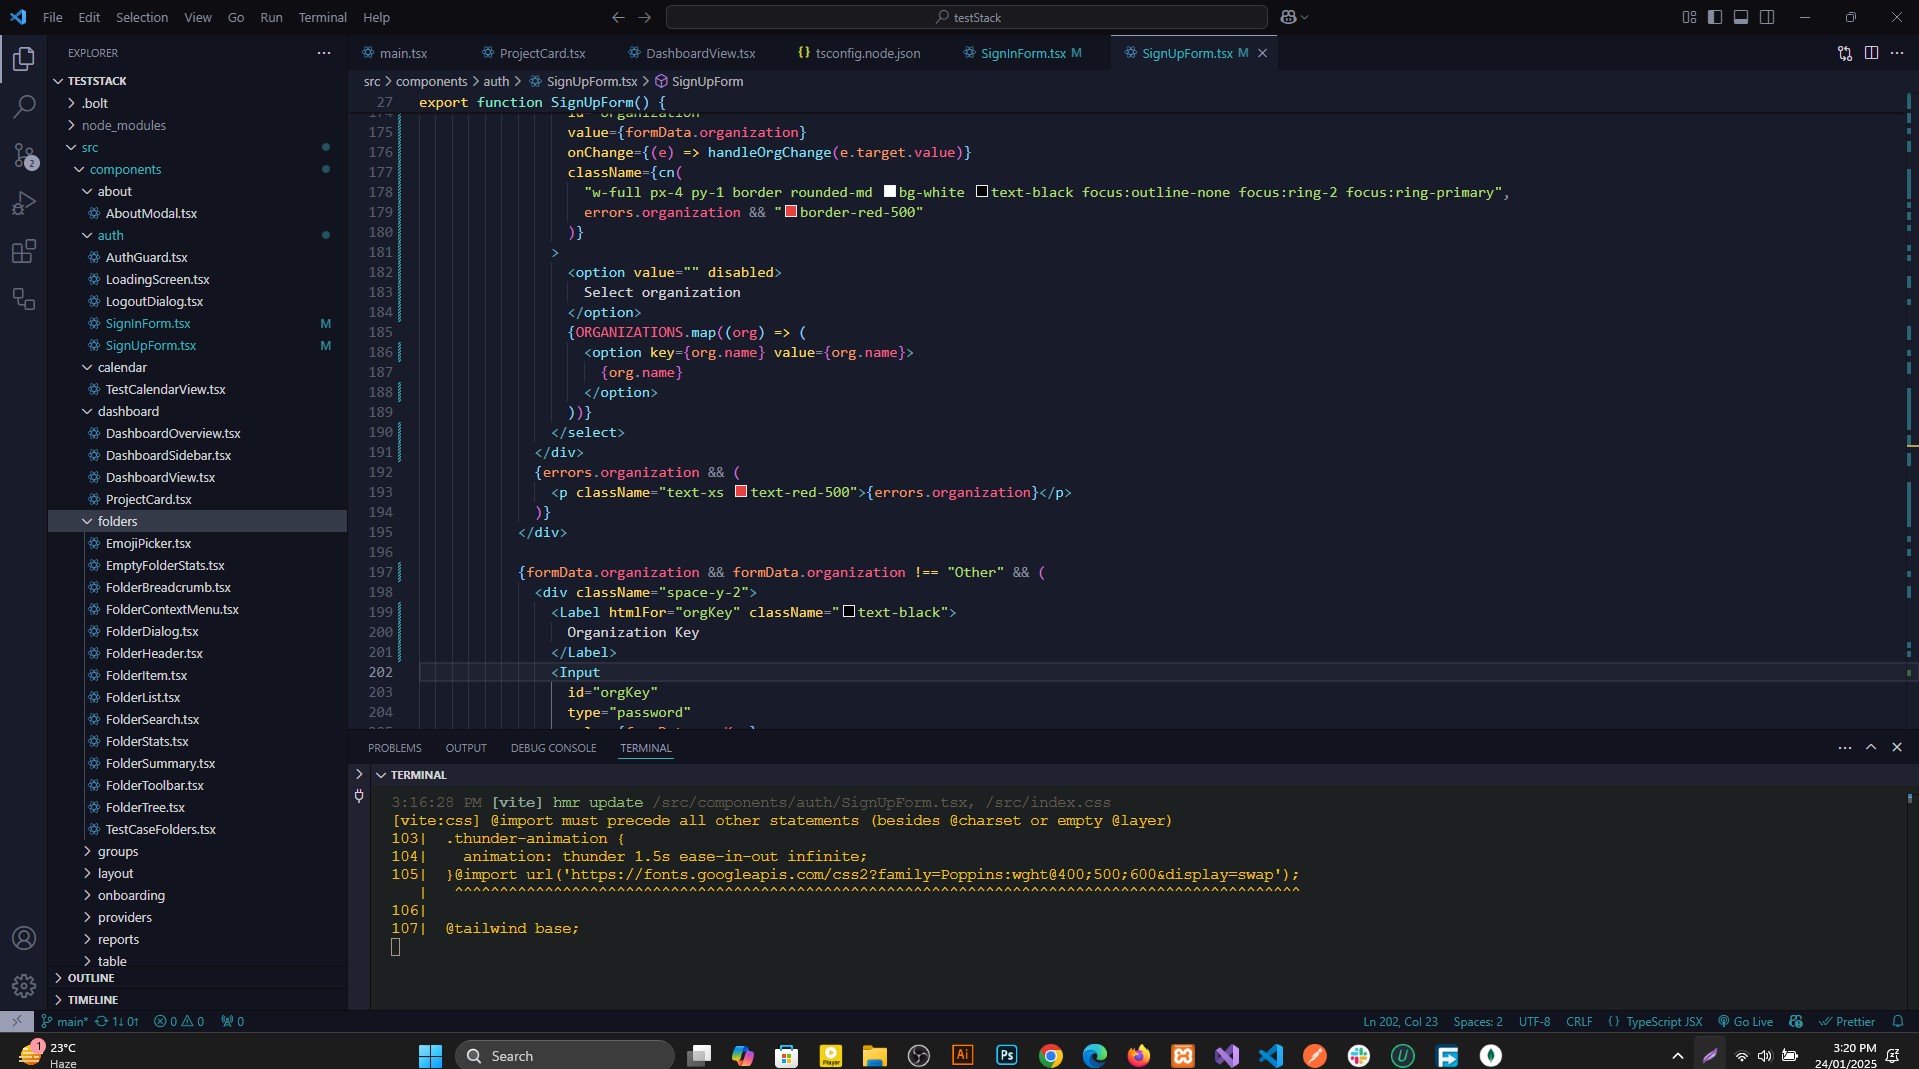 File Edit Selection View Go Run Terminal Help
testStack
EXPLORER
TESTSTACK
.bolt
node_modules
src
components
about
AboutModal.tsx
auth
AuthGuard.tsx
LoadingScreen.tsx
LogoutDialog.tsx
SignInForm.tsx M
SignUpForm.tsx M
calendar
TestCalendarView.tsx
dashboard
DashboardOverview.tsx
DashboardSidebar.tsx
DashboardView.tsx
ProjectCard.tsx
folders
EmojiPicker.tsx
EmptyFolderStats.tsx
FolderBreadcrumb.tsx
FolderContextMenu.tsx
FolderDialog.tsx
FolderHeader.tsx
FolderItem.tsx
FolderList.tsx
FolderSearch.tsx
FolderStats.tsx
FolderSummary.tsx
FolderToolbar.tsx
FolderTree.tsx
TestCaseFolders.tsx
groups
layout
onboarding
providers
reports
table
OUTLINE
TIMELINE
2
main.tsx ProjectCard.tsx DashboardView.tsx {} tsconfig.node.json SignInForm.tsx M SignUpForm.tsx M
src > components > auth > SignUpForm.tsx > SignUpForm
27 export function SignUpForm() {
174 id="organization"
175 value={formData.organization}
176 onChange={(e) => handleOrgChange(e.target.value)}
177 className={cn(
178 "w-full px-4 py-1 border rounded-md bg-white text-black focus:outline-none focus:ring-2 focus:ring-primary",
179 errors.organization && "border-red-500"
180 )}
181 >
182 <option value="" disabled>
183 Select organization
184 </option>
185 {ORGANIZATIONS.map((org) => (
186 <option key={org.name} value={org.name}>
187 {org.name}
188 </option>
189 ))}
190 </select>
191 </div>
192 {errors.organization && (
193 <p className="text-xs text-red-500">{errors.organization}</p>
194 )}
195 </div>
196
197 {formData.organization && formData.organization !== "Other" && (
198 <div className="space-y-2">
199 <Label htmlFor="orgKey" className="text-black">
200 Organization Key
201 </Label>
202 <Input
203 id="orgKey"
204 type="password"
PROBLEMS OUTPUT DEBUG CONSOLE TERMINAL
TERMINAL
3:16:28 PM [vite] hmr update /src/components/auth/SignUpForm.tsx, /src/index.css
[vite:css] @import must precede all other statements (besides @charset or empty @layer)
103| .thunder-animation {
104| animation: thunder 1.5s ease-in-out infinite;
105| }@import url('https://fonts.googleapis.com/css2?family=Poppins:wght@400;500;600&display=swap');
106|
107| @tailwind base;
main* 1↓ 0↑ 0 0 0
Ln 202, Col 23 Spaces: 2 UTF-8 CRLF {} TypeScript JSX Go Live Prettier
1
23°C
Haze
Search
Player
Ai
Ps
3:20 PM
24/01/2025